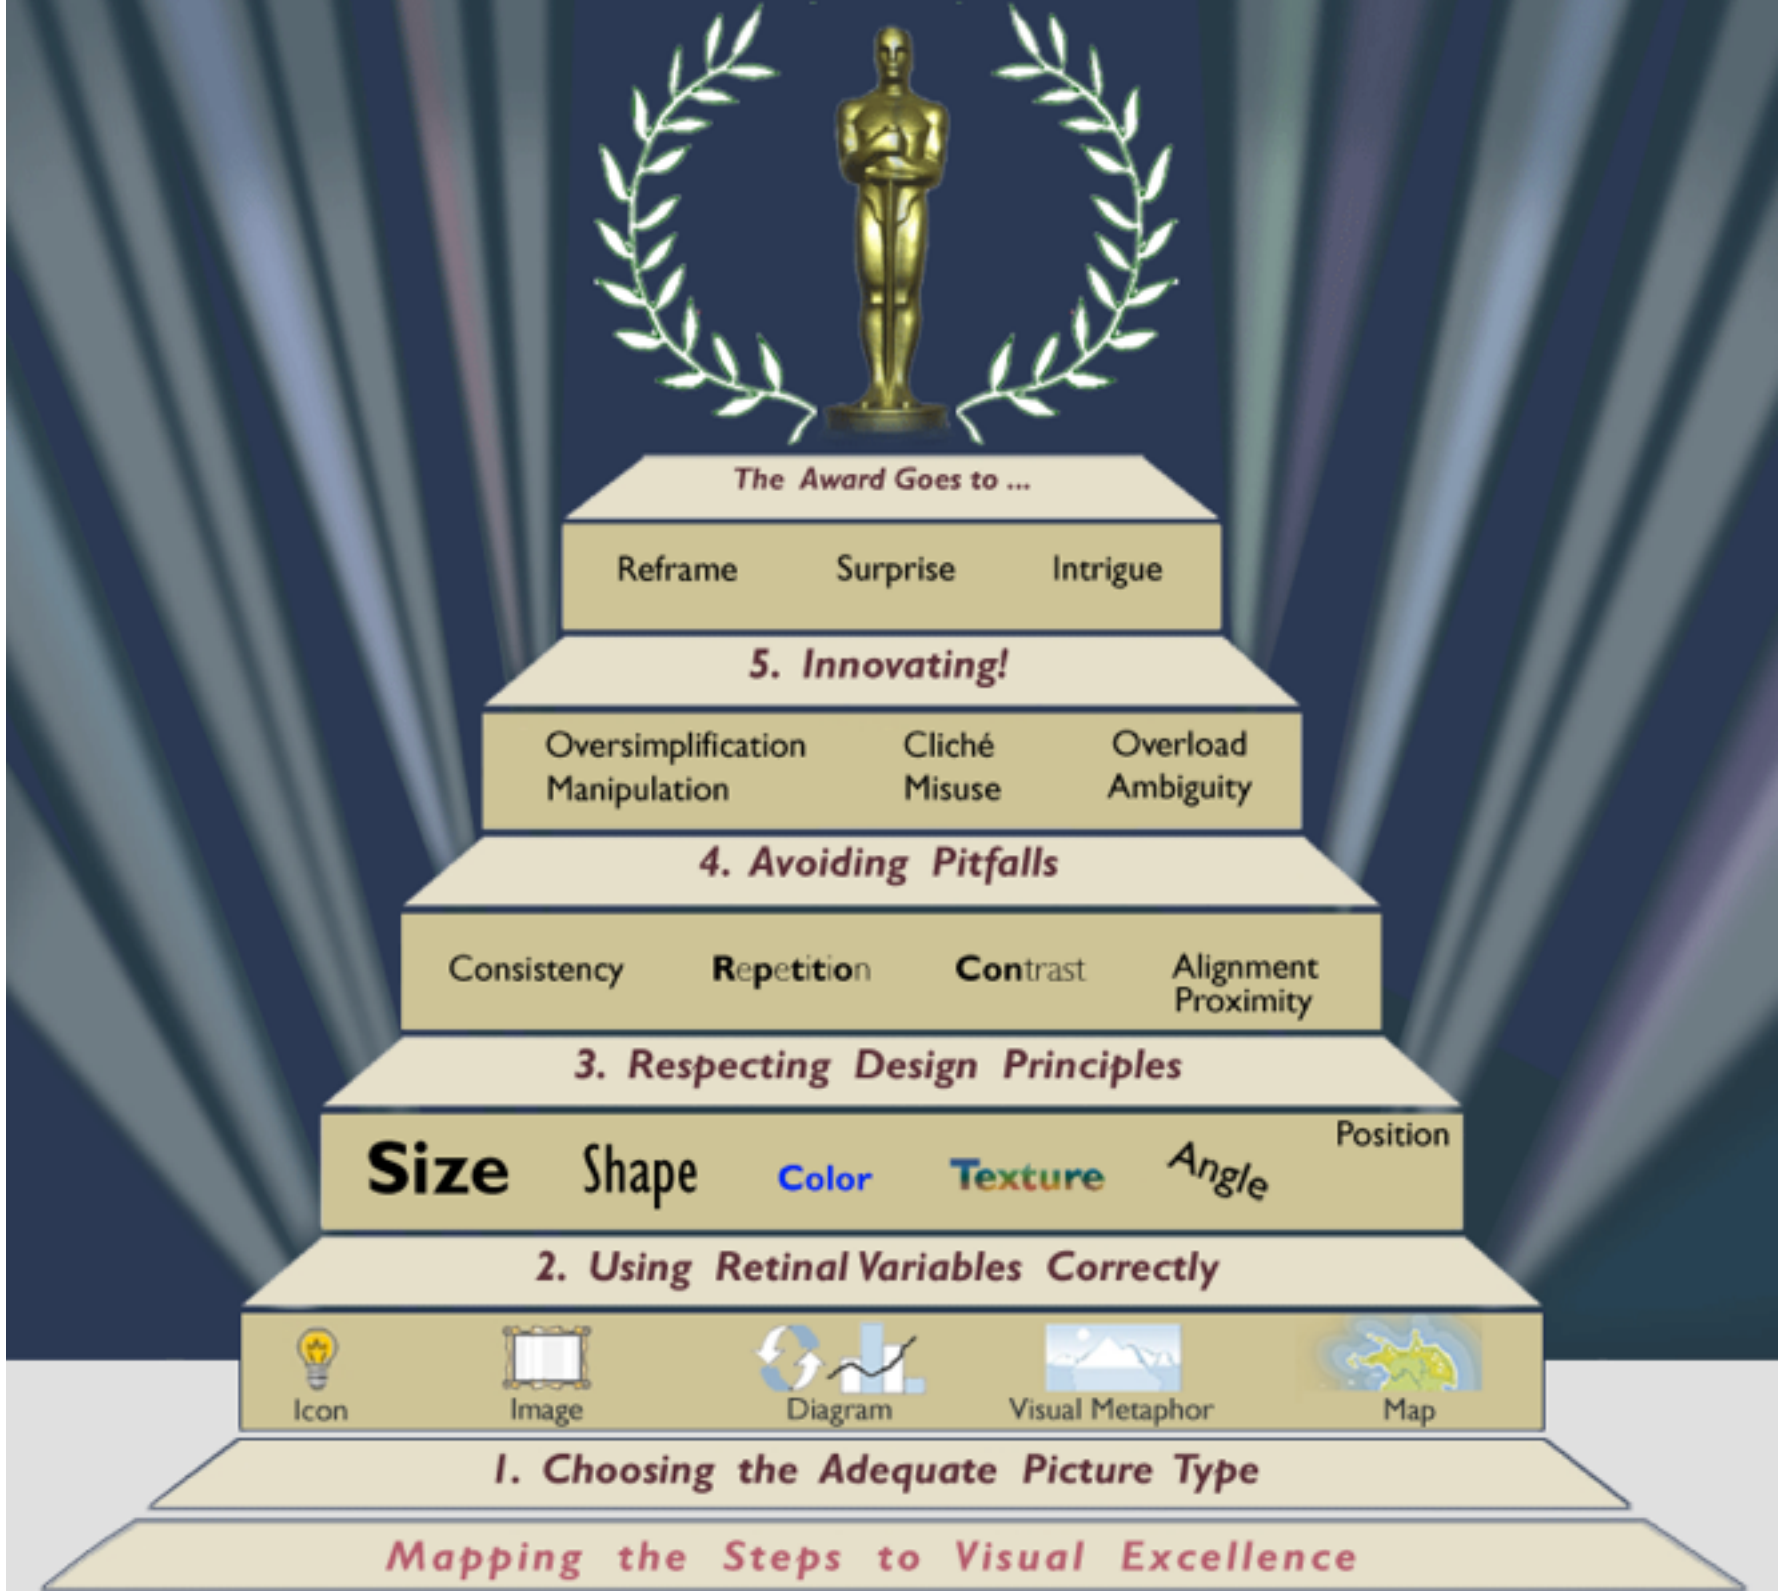 The Award Goes to ...
Reframe Surprise Intrigue
5. Innovating!
Oversimplification Cliché Overload
Manipulation Misuse Ambiguity
4. Avoiding Pitfalls
Consistency Repetition Contrast Alignment
Proximity
3. Respecting Design Principles
Size Shape Color Texture Angle Position
2. Using Retinal Variables Correctly
Icon Image Diagram Visual Metaphor Map
1. Choosing the Adequate Picture Type
Mapping the Steps to Visual Excellence